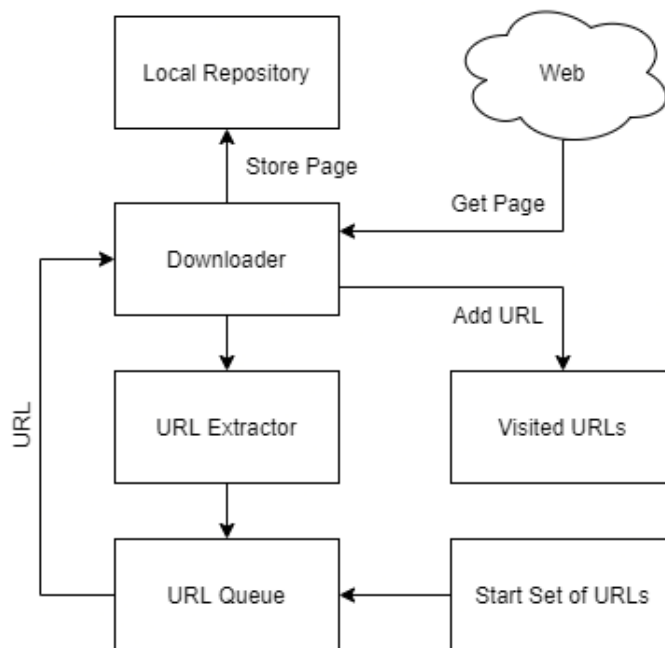 Local Repository
Web
Store Page
Get Page
Downloader
Add URL
URL
URL Extractor
Visited URLs
URL Queue
Start Set of URLs